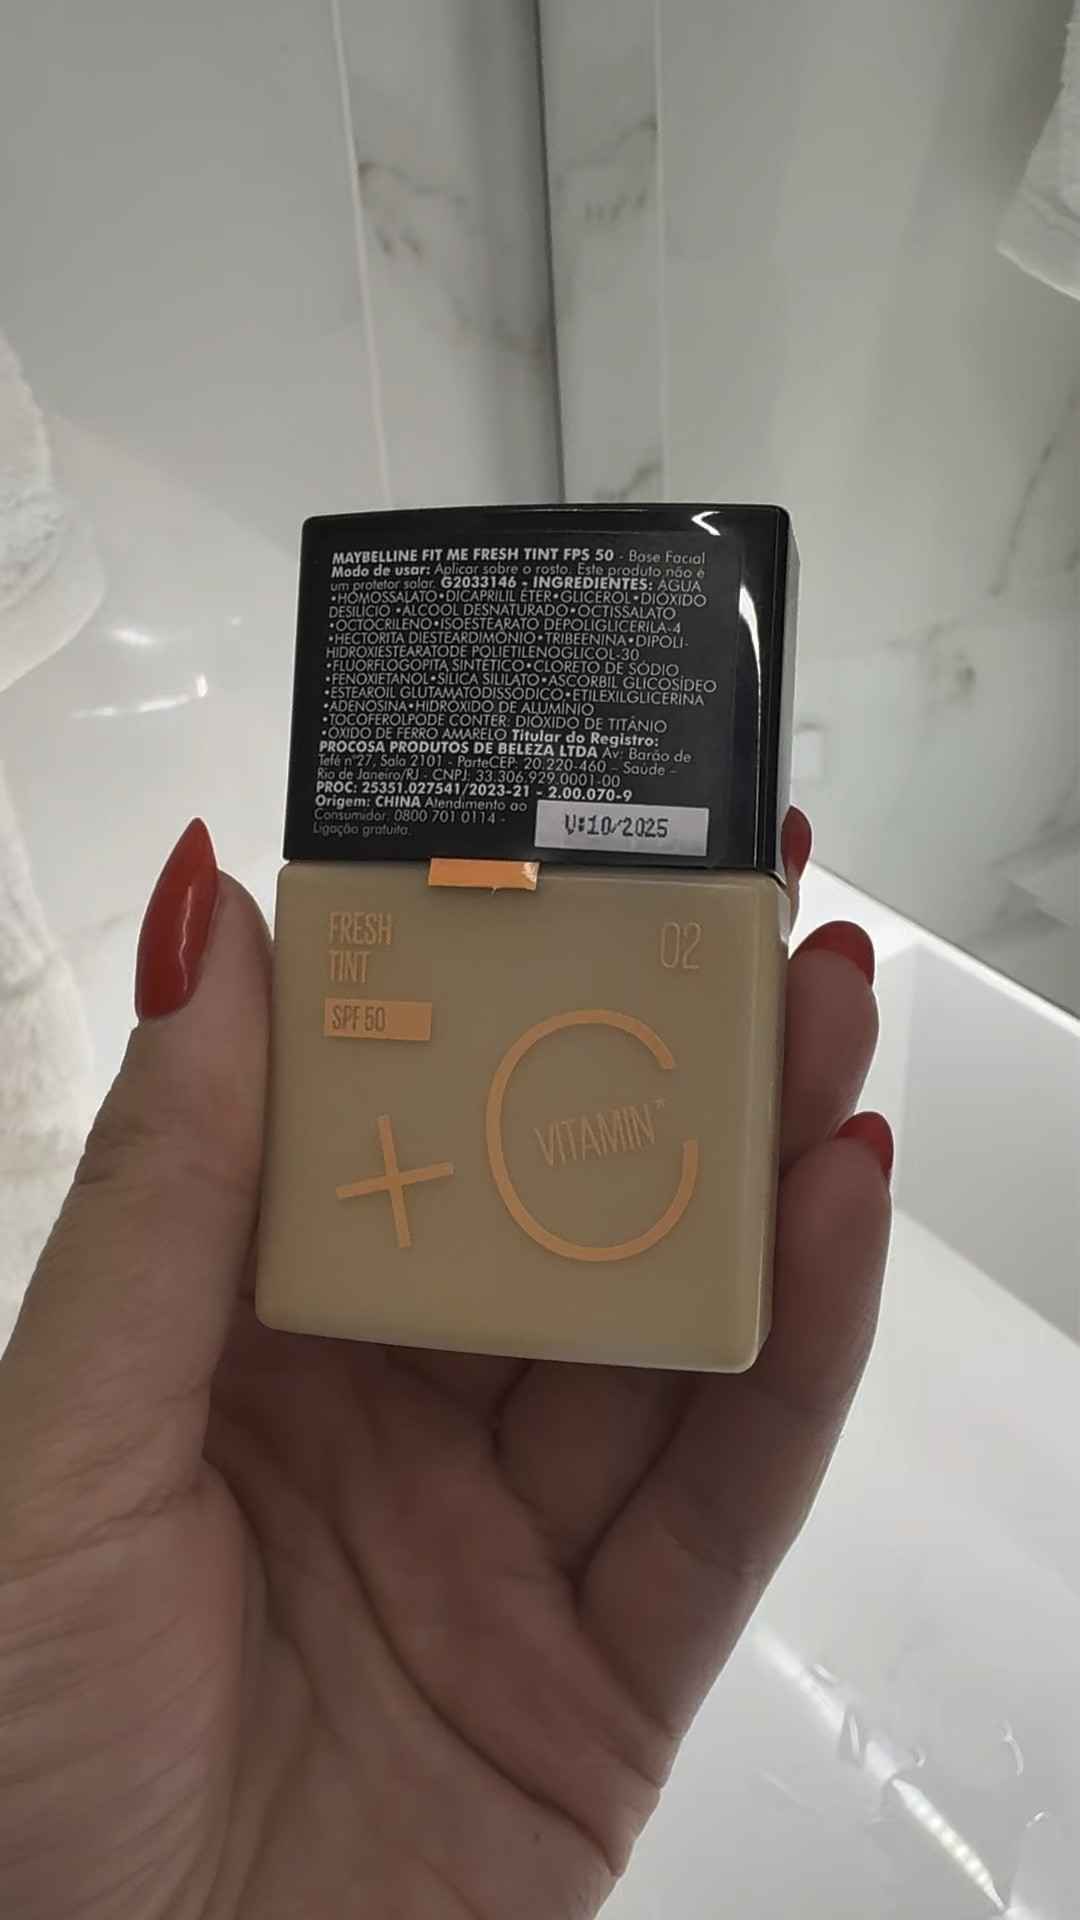 MAYBELLINE FIT ME FRESH TINT FPS 50 - Base Facial
Modo de usar: Aplicar sobre o rosto. Este produto não é
um protetor solar. G2033146 - INGREDIENTES: AGUA
•HOMOSSALATO•DICAPRILIL ÉTER•GLICEROL•DIÓXIDO
DESILÍCIO •ÁLCOOL DESNATURADO•OCTISSALATO
•OCTOCRILENO•ISOESTEARATO DEPOLIGLICERILA-4
•HECTORITA DIESTEARDIMÔNIO•TRIBEENINA•DIPOLI-
HIDROXIESTEARATODE POLIETILENOGLICOL-30
•FLUORFLOGOPITA SINTÉTICO•CLORETO DE SÓDIO
•FENOXIETANOL•SÍLICA SILILATO•ASCORBIL GLICOSÍDEO
•ESTEAROIL GLUTAMATODISSÓDICO•ETILEXILGLICERINA
•ADENOSINA•HIDRÓXIDO DE ALUMÍNIO
•TOCOFEROLPODE CONTER: DIÓXIDO DE TITÂNIO
•ÓXIDO DE FERRO AMARELO Titular do Registro:
PROCOSA PRODUTOS DE BELEZA LTDA Av: Barão de
Tefé n°27, Sala 2101 - ParteCEP: 20.220-460 – Saúde –
Rio de Janeiro/RJ - CNPJ: 33.306.929.0001-00
PROC: 25351.027541/2023-21 - 2.00.070-9
Origem: CHINA Atendimento ao
Consumidor: 0800 701 0114 -
Ligação gratuita.
V:10/2025
FRESH
TINT
02
SPF 50
+ C
VITAMIN*